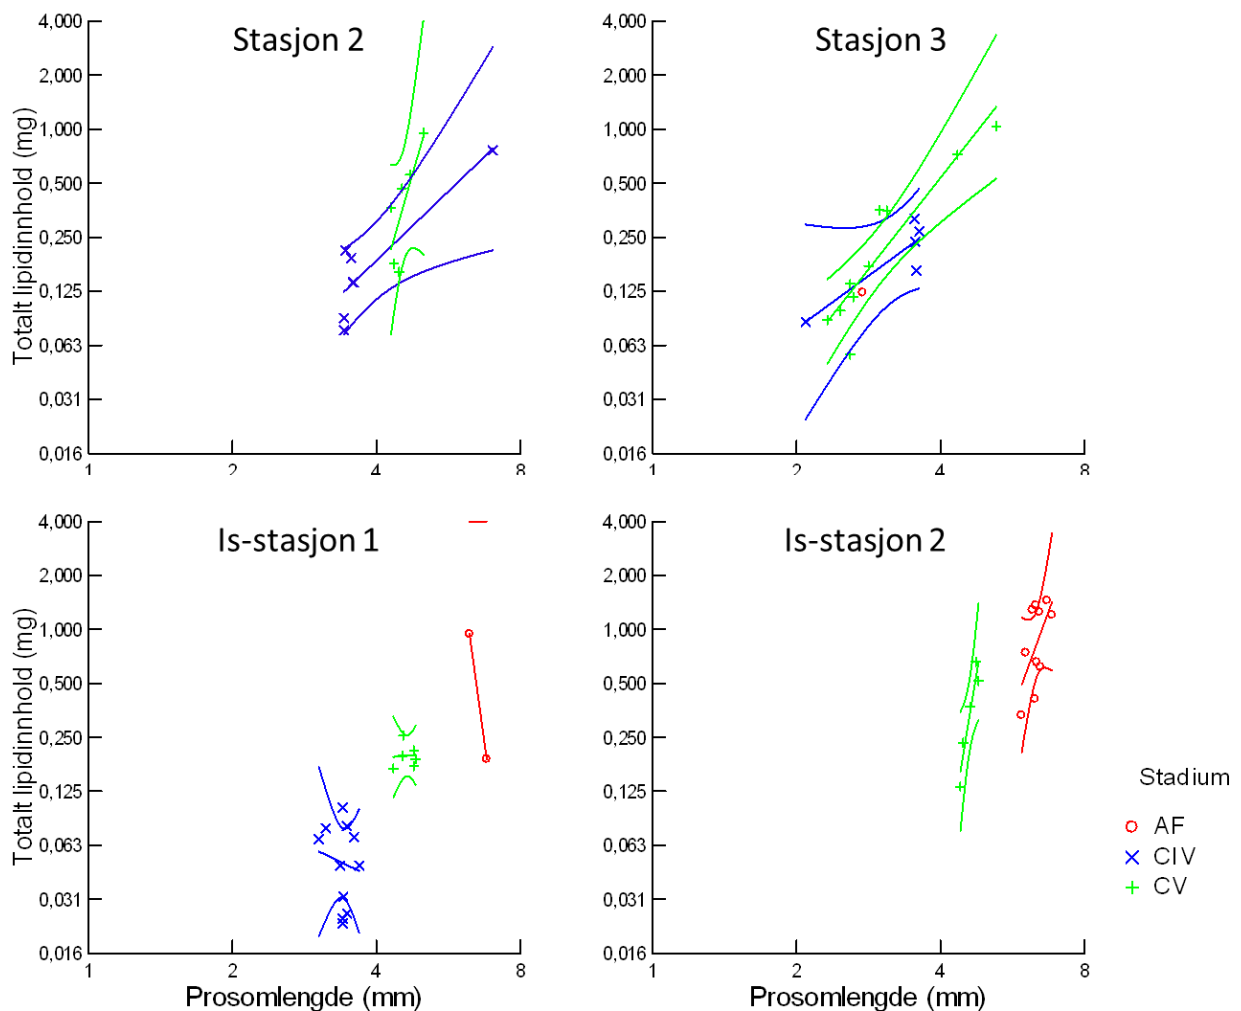 Stasjon 2
Totalt lipidinnhold (mg)
4,000
2,000
1,000
0,500
0,250
0,125
0,063
0,031
0,016
1 2 4 8
Stasjon 3
4,000
2,000
1,000
0,500
0,250
0,125
0,063
0,031
0,016
1 2 4 8
Is-stasjon 1
Totalt lipidinnhold (mg)
4,000
2,000
1,000
0,500
0,250
0,125
0,063
0,031
0,016
1 2 4 8
Prosomlengde (mm)
Is-stasjon 2
4,000
2,000
1,000
0,500
0,250
0,125
0,063
0,031
0,016
1 2 4 8
Prosomlengde (mm)
Stadium
AF
CIV
CV